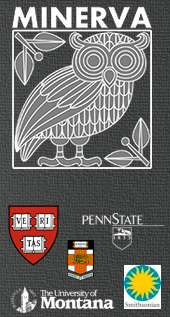 MINERVA
VE RI
TAS
PENNSTATE
The University of
Montana
Smithsonian